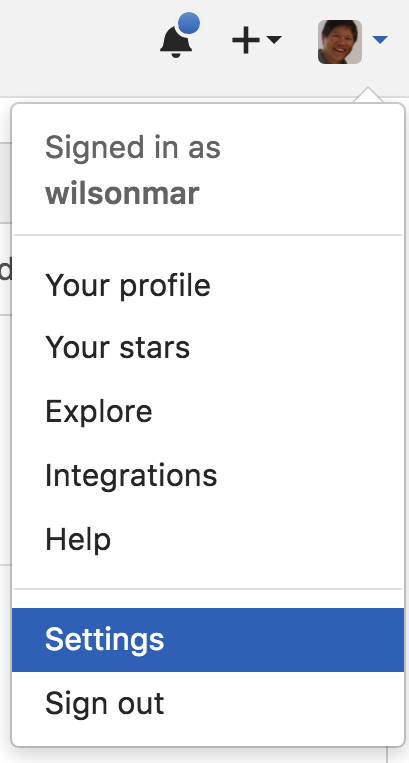 Signed in as
wilsonmar
d
Your profile
Your stars
Explore
Integrations
Help
Settings
Sign out